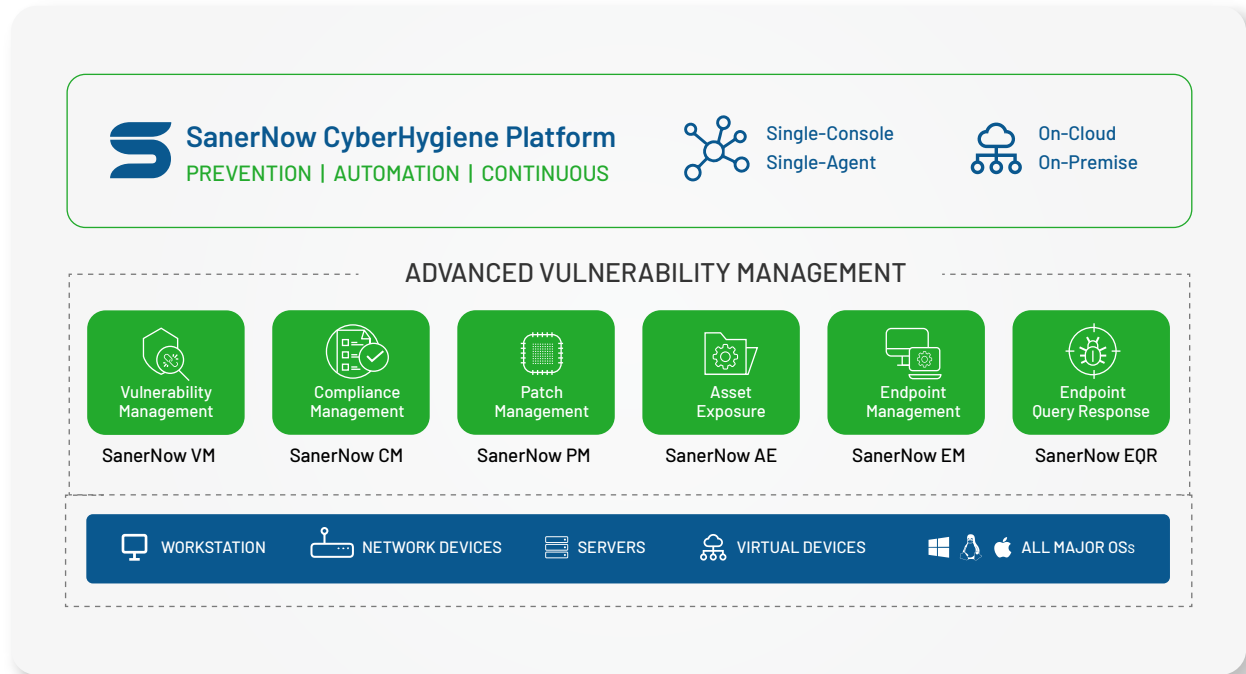 SanerNow CyberHygiene Platform
PREVENTION | AUTOMATION | CONTINUOUS
Single-Console
Single-Agent
On-Cloud
On-Premise
ADVANCED VULNERABILITY MANAGEMENT
Vulnerability
Management
SanerNow VM
Compliance
Management
SanerNow CM
Patch
Management
SanerNow PM
Asset
Exposure
SanerNow AE
Endpoint
Management
SanerNow EM
Endpoint
Query Response
SanerNow EQR
WORKSTATION
NETWORK DEVICES
SERVERS
VIRTUAL DEVICES
ALL MAJOR OSs